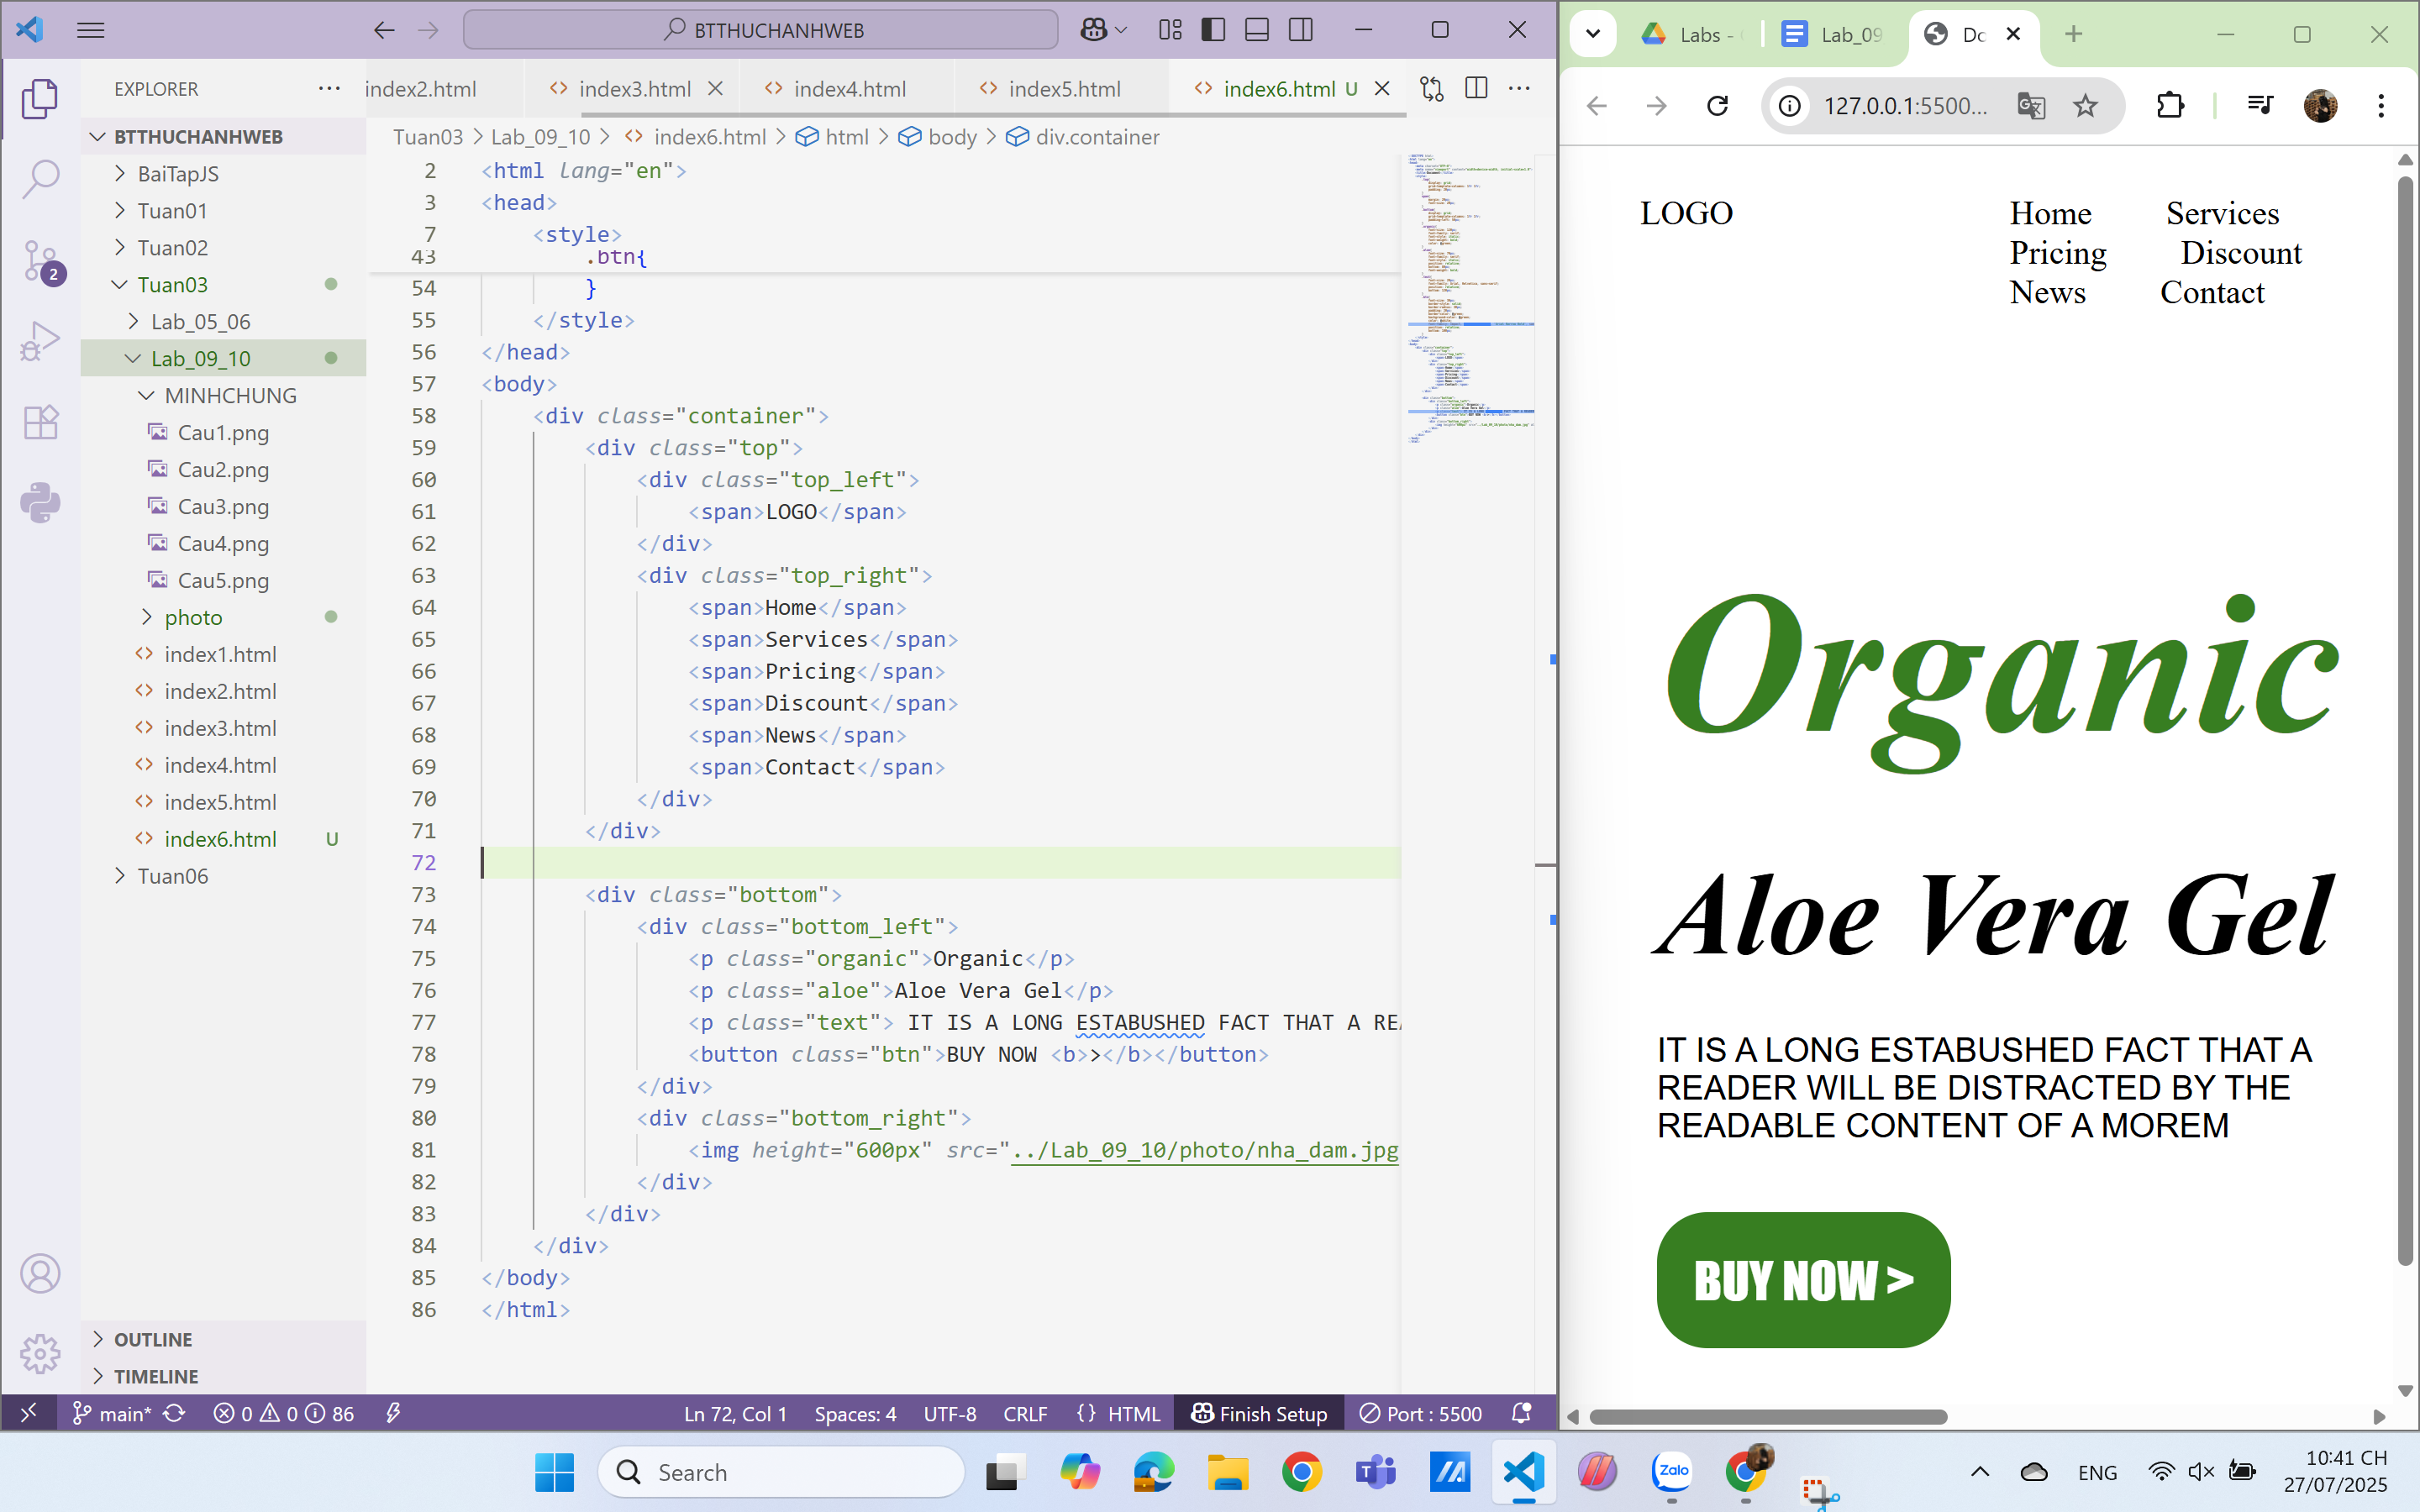 BTTHUCHANHWEB
EXPLORER
BTTHUCHANHWEB
BaiTapJS
Tuan01
Tuan02
Tuan03
Lab_05_06
Lab_09_10
MINHCHUNG
Cau1.png
Cau2.png
Cau3.png
Cau4.png
Cau5.png
photo
index1.html
index2.html
index3.html
index4.html
index5.html
index6.html U
Tuan06
OUTLINE
TIMELINE
2
index2.html
index3.html
index4.html
index5.html
index6.html U
Tuan03 > Lab_09_10 > index6.html > html > body > div.container
2 <html lang="en">
3 <head>
7 <style>
43 .btn{
54 }
55 </style>
56 </head>
57 <body>
58 <div class="container">
59 <div class="top">
60 <div class="top_left">
61 <span>LOGO</span>
62 </div>
63 <div class="top_right">
64 <span>Home</span>
65 <span>Services</span>
66 <span>Pricing</span>
67 <span>Discount</span>
68 <span>News</span>
69 <span>Contact</span>
70 </div>
71 </div>
72
73 <div class="bottom">
74 <div class="bottom_left">
75 <p class="organic">Organic</p>
76 <p class="aloe">Aloe Vera Gel</p>
77 <p class="text"> IT IS A LONG ESTABUSHED FACT THAT A REA
78 <button class="btn">BUY NOW <b>></b></button>
79 </div>
80 <div class="bottom_right">
81 <img height="600px" src="../Lab_09_10/photo/nha_dam.jpg
82 </div>
83 </div>
84 </div>
85 </body>
86 </html>
main* 0 0 86
Ln 72, Col 1 Spaces: 4 UTF-8 CRLF {} HTML Finish Setup Port : 5500
Labs -
Lab_09
Do
127.0.0.1:5500...
LOGO
Home Services
Pricing Discount
News Contact
Organic
Aloe Vera Gel
IT IS A LONG ESTABUSHED FACT THAT A
READER WILL BE DISTRACTED BY THE
READABLE CONTENT OF A MOREM
BUY NOW >
Search
Zalo
ENG
10:41 CH
27/07/2025